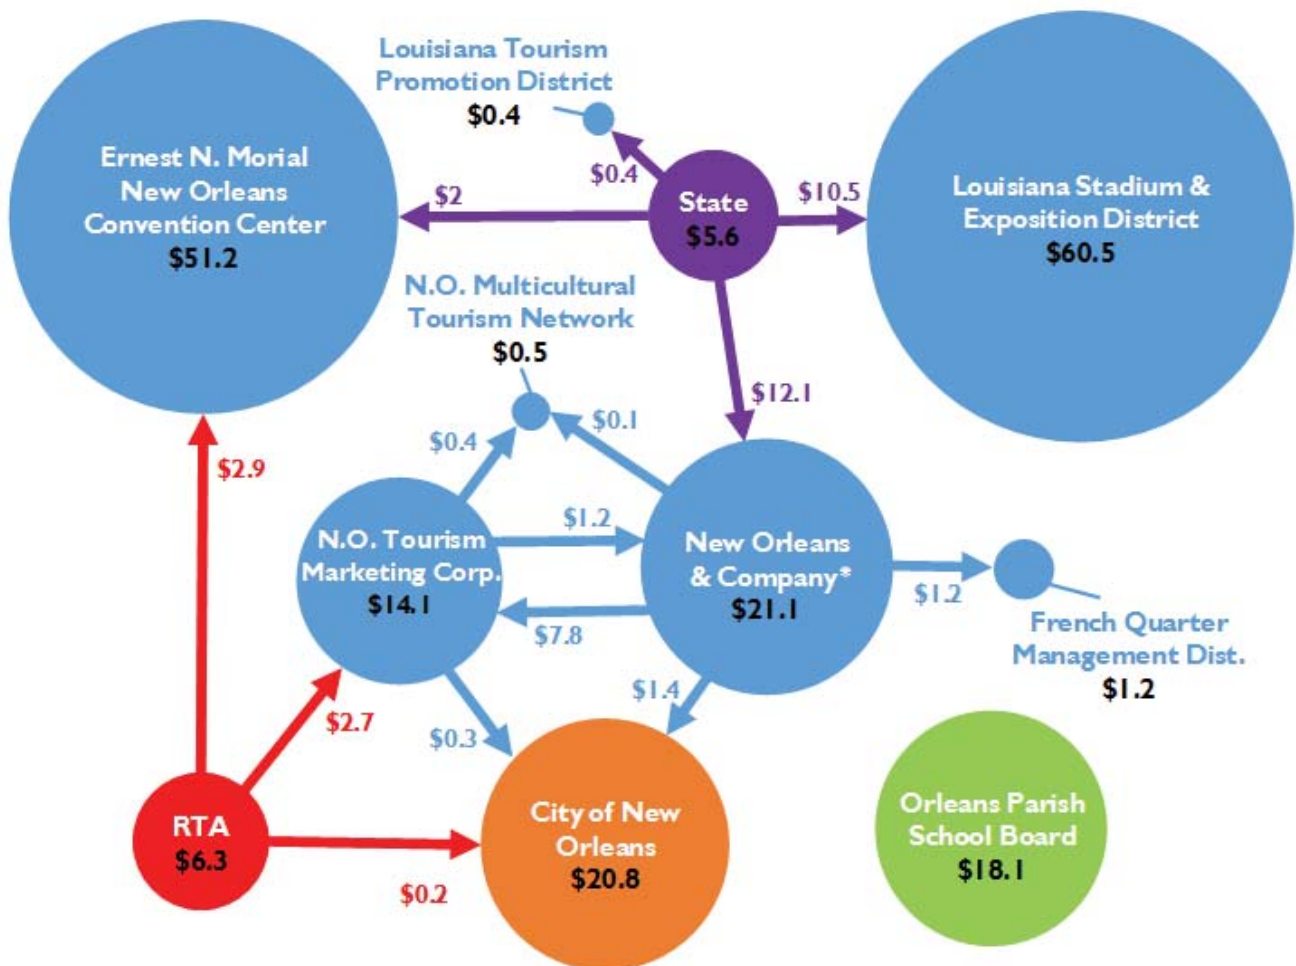 Louisiana Tourism
Promotion District
$0.4
Ernest N. Morial
New Orleans
Convention Center
$51.2
$2
$0.4
State
$5.6
$10.5
Louisiana Stadium &
Exposition District
$60.5
N.O. Multicultural
Tourism Network
$0.5
$12.1
$0.4
$0.1
$2.9
N.O. Tourism
Marketing Corp.
$14.1
$1.2
$7.8
New Orleans
& Company*
$21.1
$1.2
French Quarter
Management Dist.
$1.2
$2.7
$0.3
$1.4
RTA
$6.3
$0.2
City of New
Orleans
$20.8
Orleans Parish
School Board
$18.1